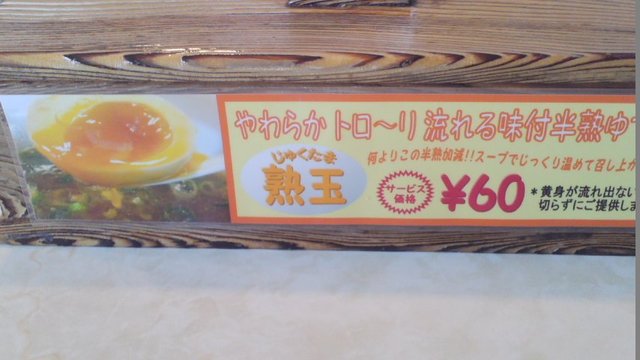 やわらかトロ〜リ流れる味付半熟ゆで
じゅくたま
熟玉
何よりこの半熟加減!!スープでじっくり温めて召し上が
サービス
価格
¥60
*黄身が流れ出ない
切らずにご提供しま